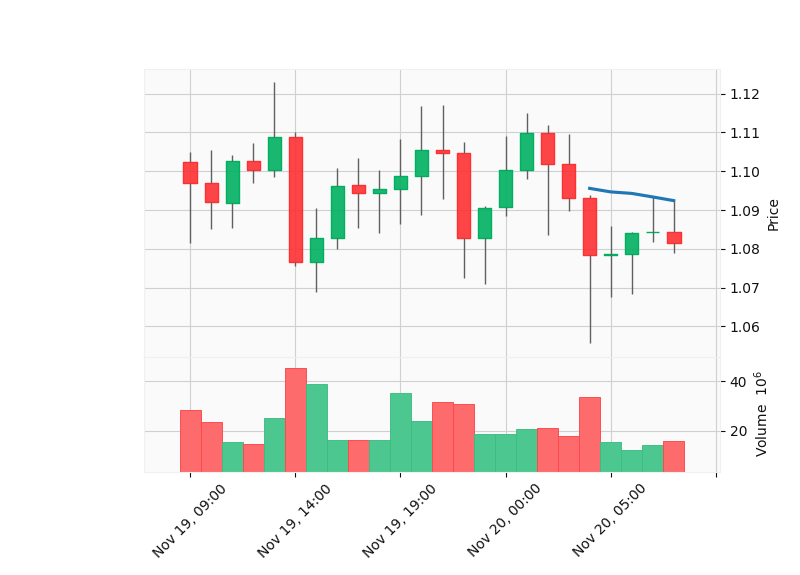 1.12
1.11
1.10
1.09
1.08
1.07
1.06
Price
40
20
Volume 10^6
Nov 19, 09:00
Nov 19, 14:00
Nov 19, 19:00
Nov 20, 00:00
Nov 20, 05:00